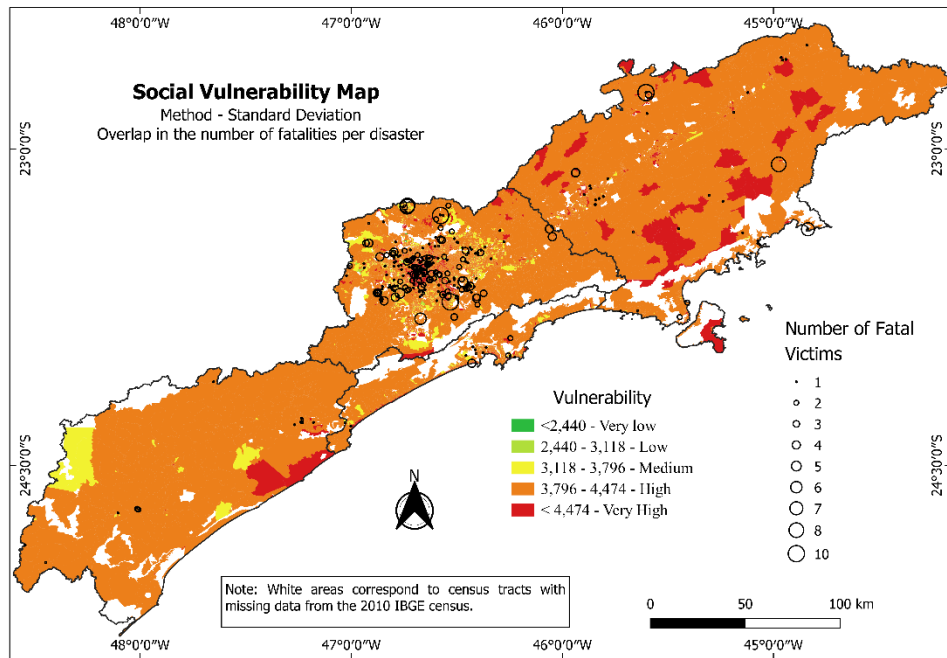 48°0'0"W 47°0'0"W 46°0'0"W 45°0'0"W
Social Vulnerability Map
Method - Standard Deviation
Overlap in the number of fatalities per disaster
23°0'0"S 23°0'0"S
Number of Fatal
Victims
1
2
3
4
5
6
7
8
10
Vulnerability
<2,440 - Very low
2,440 - 3,118 - Low
3,118 - 3,796 - Medium
3,796 - 4,474 - High
< 4,474 - Very High
24°30'0"S 24°30'0"S
N
Note: White areas correspond to census tracts with
missing data from the 2010 IBGE census.
0 50 100 km
48°0'0"W 47°0'0"W 46°0'0"W 45°0'0"W